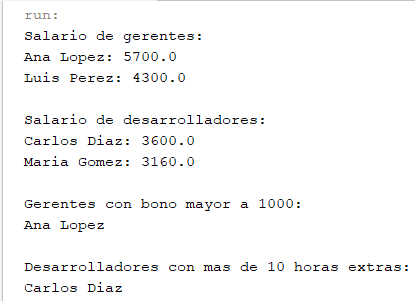 run:
Salario de gerentes:
Ana Lopez: 5700.0
Luis Perez: 4300.0
Salario de desarrolladores:
Carlos Diaz: 3600.0
Maria Gomez: 3160.0
Gerentes con bono mayor a 1000:
Ana Lopez
Desarrolladores con mas de 10 horas extras:
Carlos Diaz